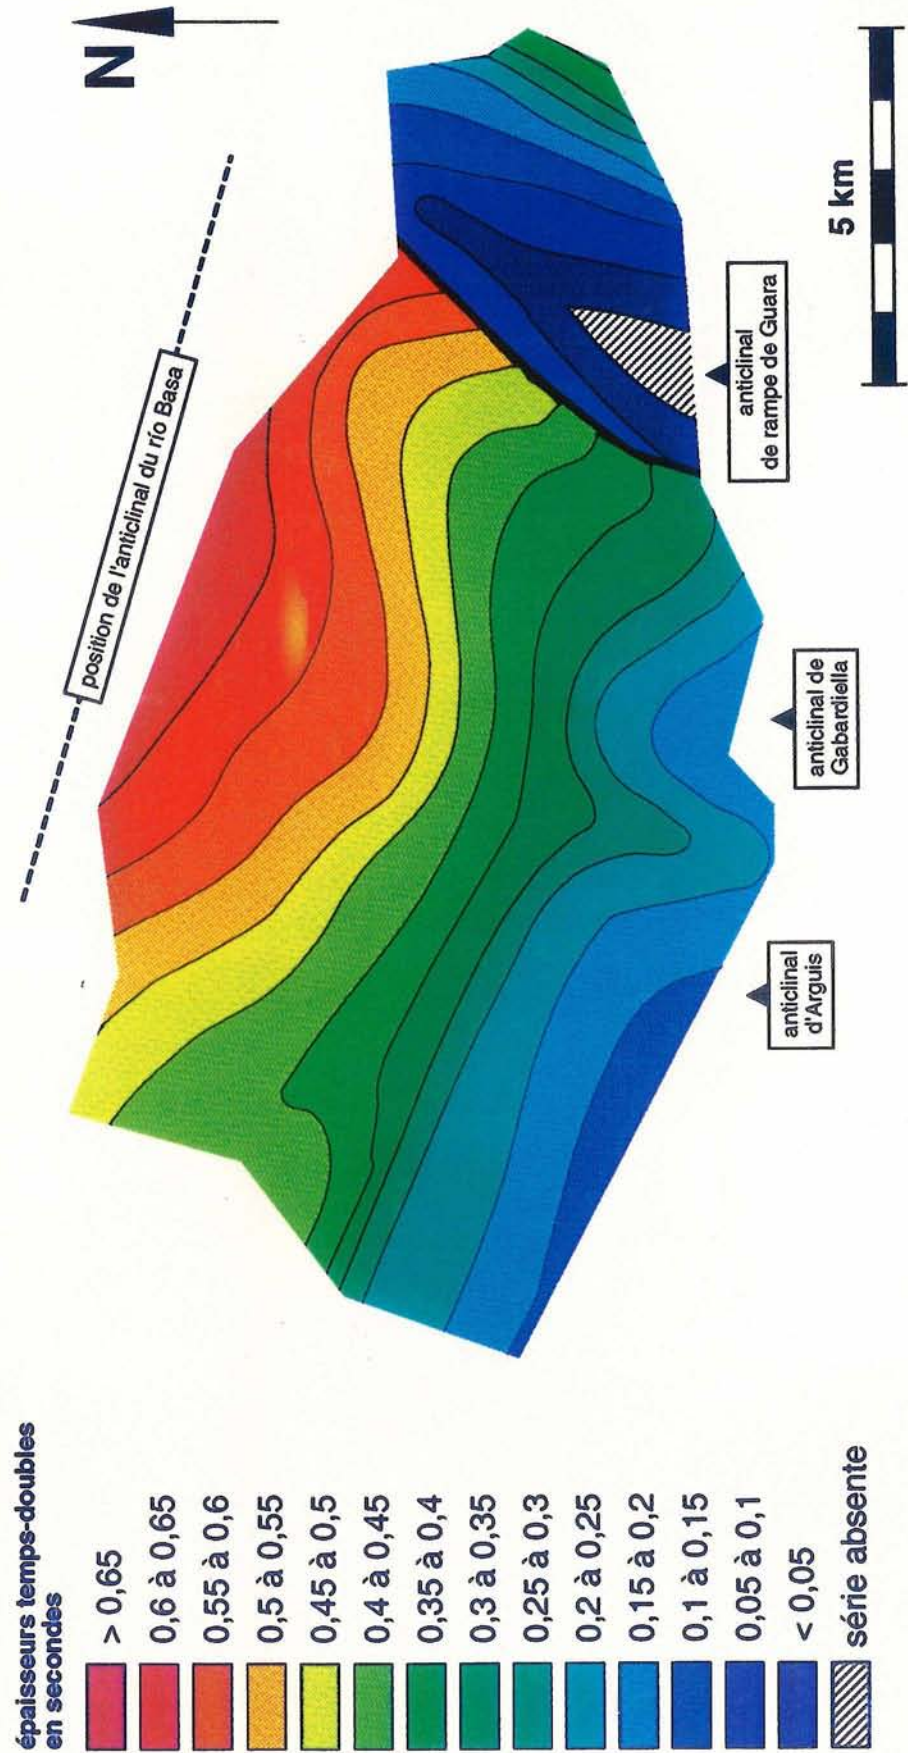 épaisseurs temps-doubles
en secondes
> 0,65
0,6 à 0,65
0,55 à 0,6
0,5 à 0,55
0,45 à 0,5
0,4 à 0,45
0,35 à 0,4
0,3 à 0,35
0,25 à 0,3
0,2 à 0,25
0,15 à 0,2
0,1 à 0,15
0,05 à 0,1
< 0,05
série absente
position de l'anticlinal du río Basa
N
anticlinal
d'Arguis
anticlinal de
Gabardiella
anticlinal
de rampe de Guara
5 km